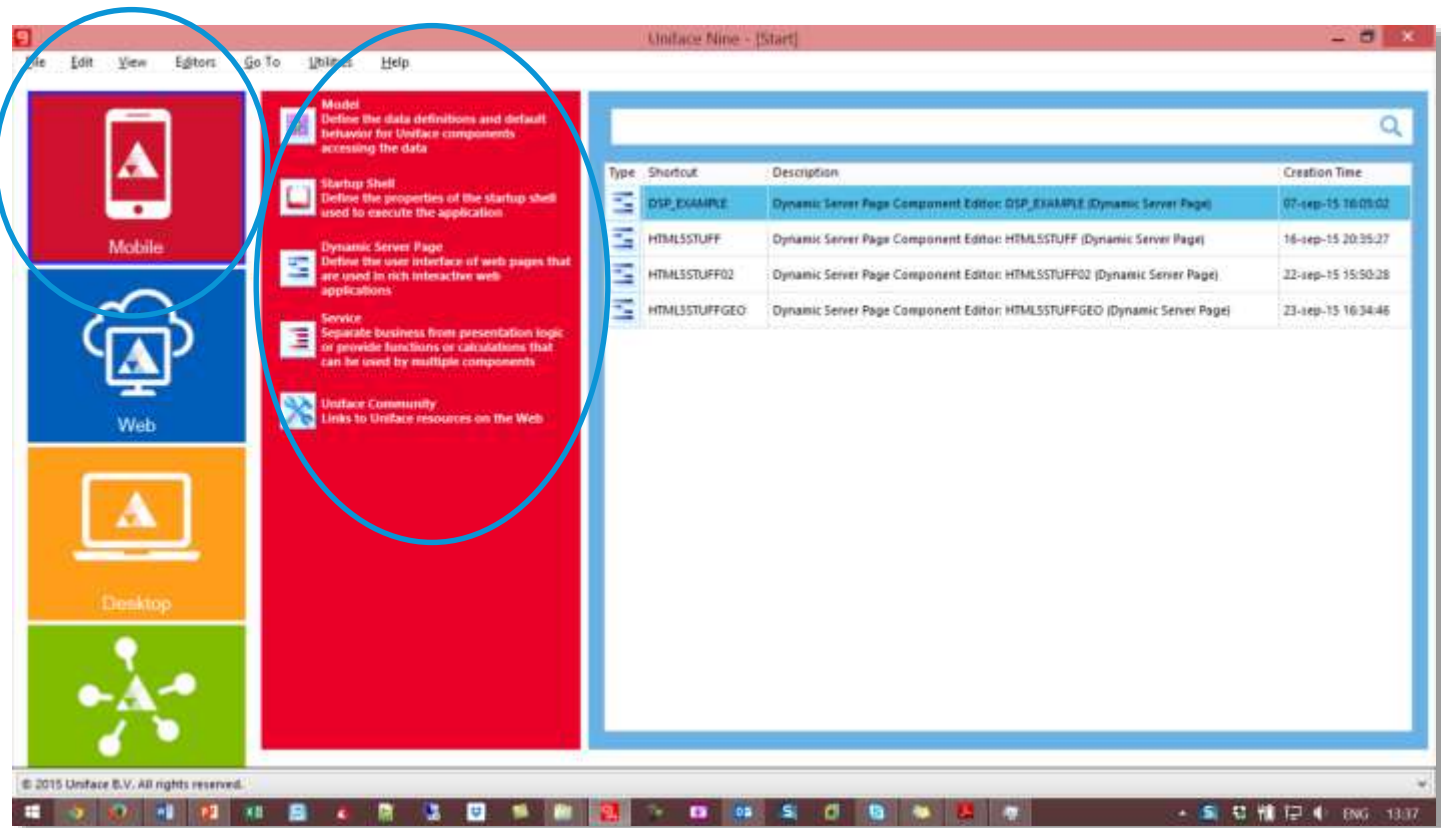 Uniface Nine - [Start]
File Edit View Editors Go To Utilities Help
Mobile
Web
Desktop
Model
Define the data definitions and default
behavior for Uniface components
accessing the data
Startup Shell
Define the properties of the startup shell
used to execute the application
Dynamic Server Page
Define the user interface of web pages that
are used in rich interactive web
applications
Service
Separate business from presentation logic
or provide functions or calculations that
can be used by multiple components
Uniface Community
Links to Uniface resources on the Web
Type Shortcut Description Creation Time
DSP_EXAMPLE Dynamic Server Page Component Editor: DSP_EXAMPLE (Dynamic Server Page) 07-sep-15 16:05:02
HTML5STUFF Dynamic Server Page Component Editor: HTML5STUFF (Dynamic Server Page) 16-sep-15 20:35:27
HTML5STUFF02 Dynamic Server Page Component Editor: HTML5STUFF02 (Dynamic Server Page) 22-sep-15 15:50:28
HTML5STUFFGEO Dynamic Server Page Component Editor: HTML5STUFFGEO (Dynamic Server Page) 23-sep-15 16:34:46
© 2015 Uniface B.V. All rights reserved.
ENG 13:37